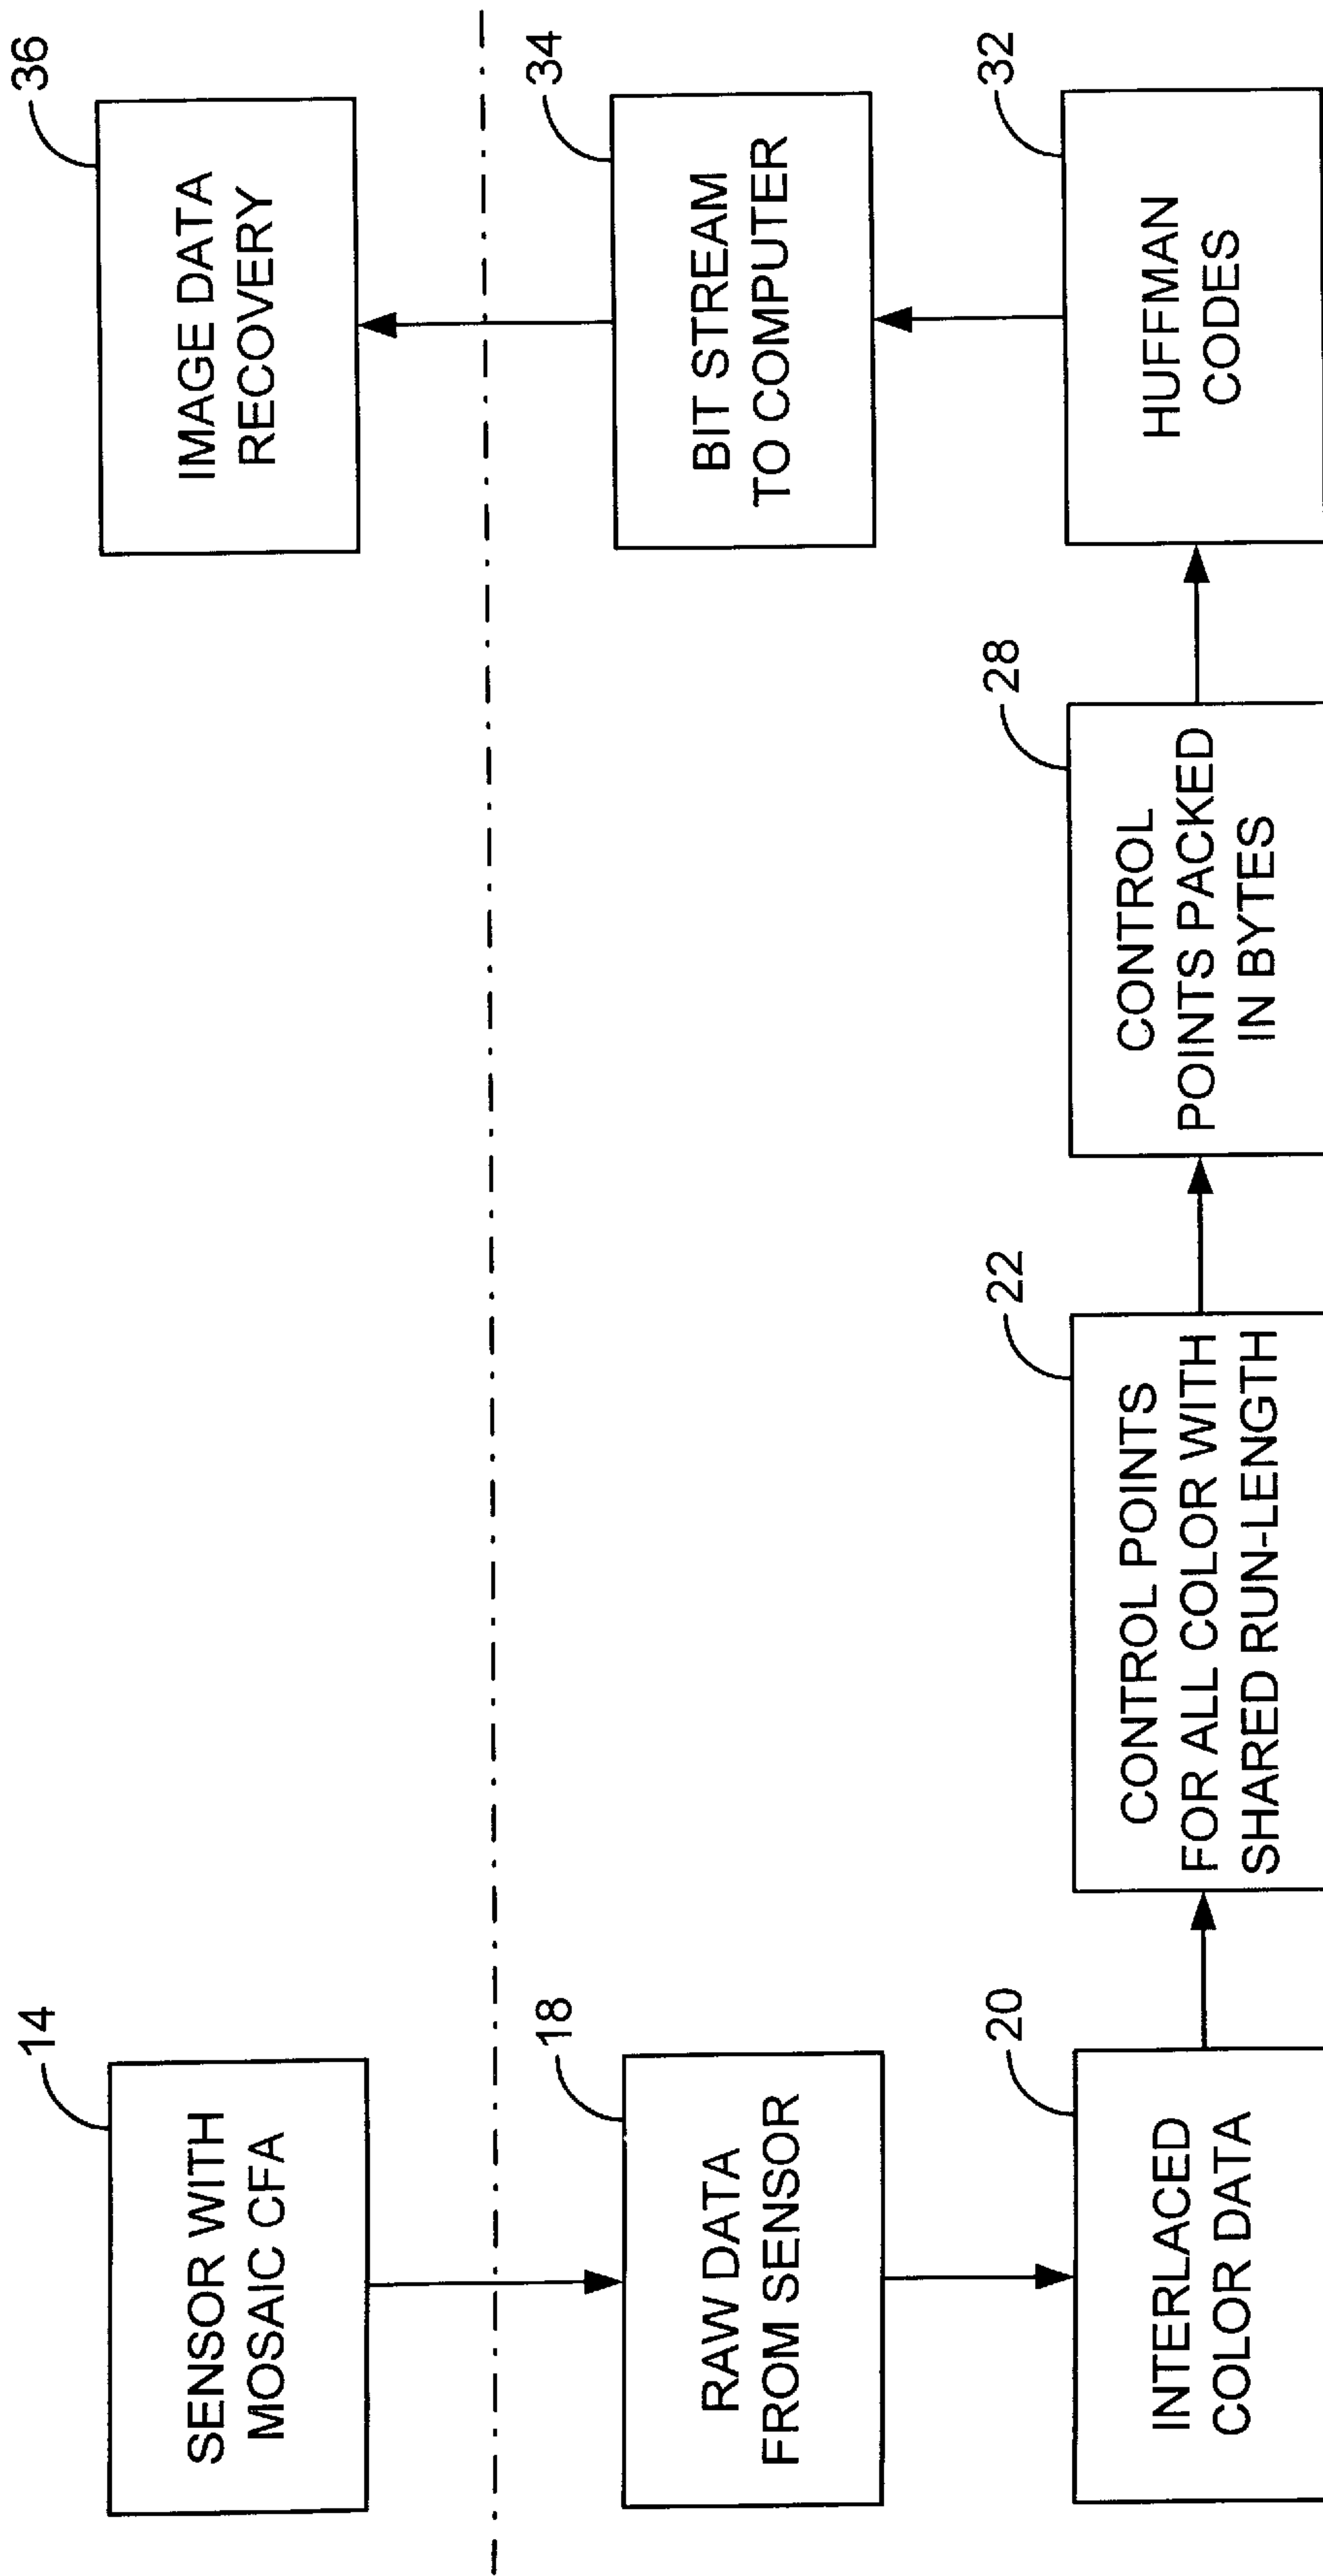 14
SENSOR WITH
MOSAIC CFA
18
RAW DATA
FROM SENSOR
20
INTERLACED
COLOR DATA
22
CONTROL POINTS
FOR ALL COLOR WITH
SHARED RUN-LENGTH
28
CONTROL
POINTS PACKED
IN BYTES
32
HUFFMAN
CODES
34
BIT STREAM
TO COMPUTER
36
IMAGE DATA
RECOVERY